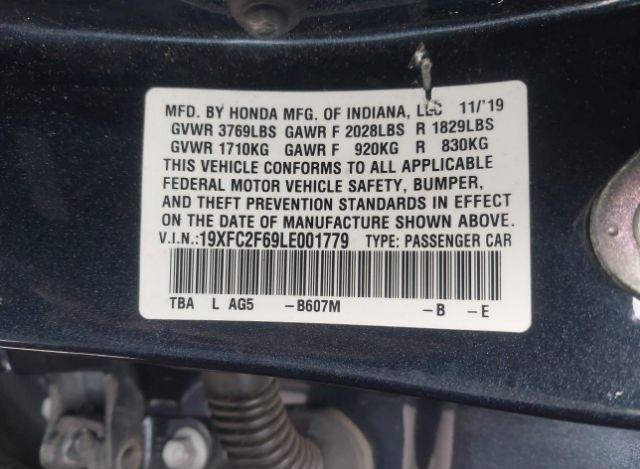 MFD. BY HONDA MFG. OF INDIANA, LLC 11/'19
GVWR 3769LBS GAWR F 2028LBS R 1829LBS
GVWR 1710KG GAWR F 920KG R 830KG
THIS VEHICLE CONFORMS TO ALL APPLICABLE
FEDERAL MOTOR VEHICLE SAFETY, BUMPER,
AND THEFT PREVENTION STANDARDS IN EFFECT
ON THE DATE OF MANUFACTURE SHOWN ABOVE.
V.I.N.:19XFC2F69LE001779 TYPE: PASSENGER CAR
TBA L AG5 –B607M –B –E